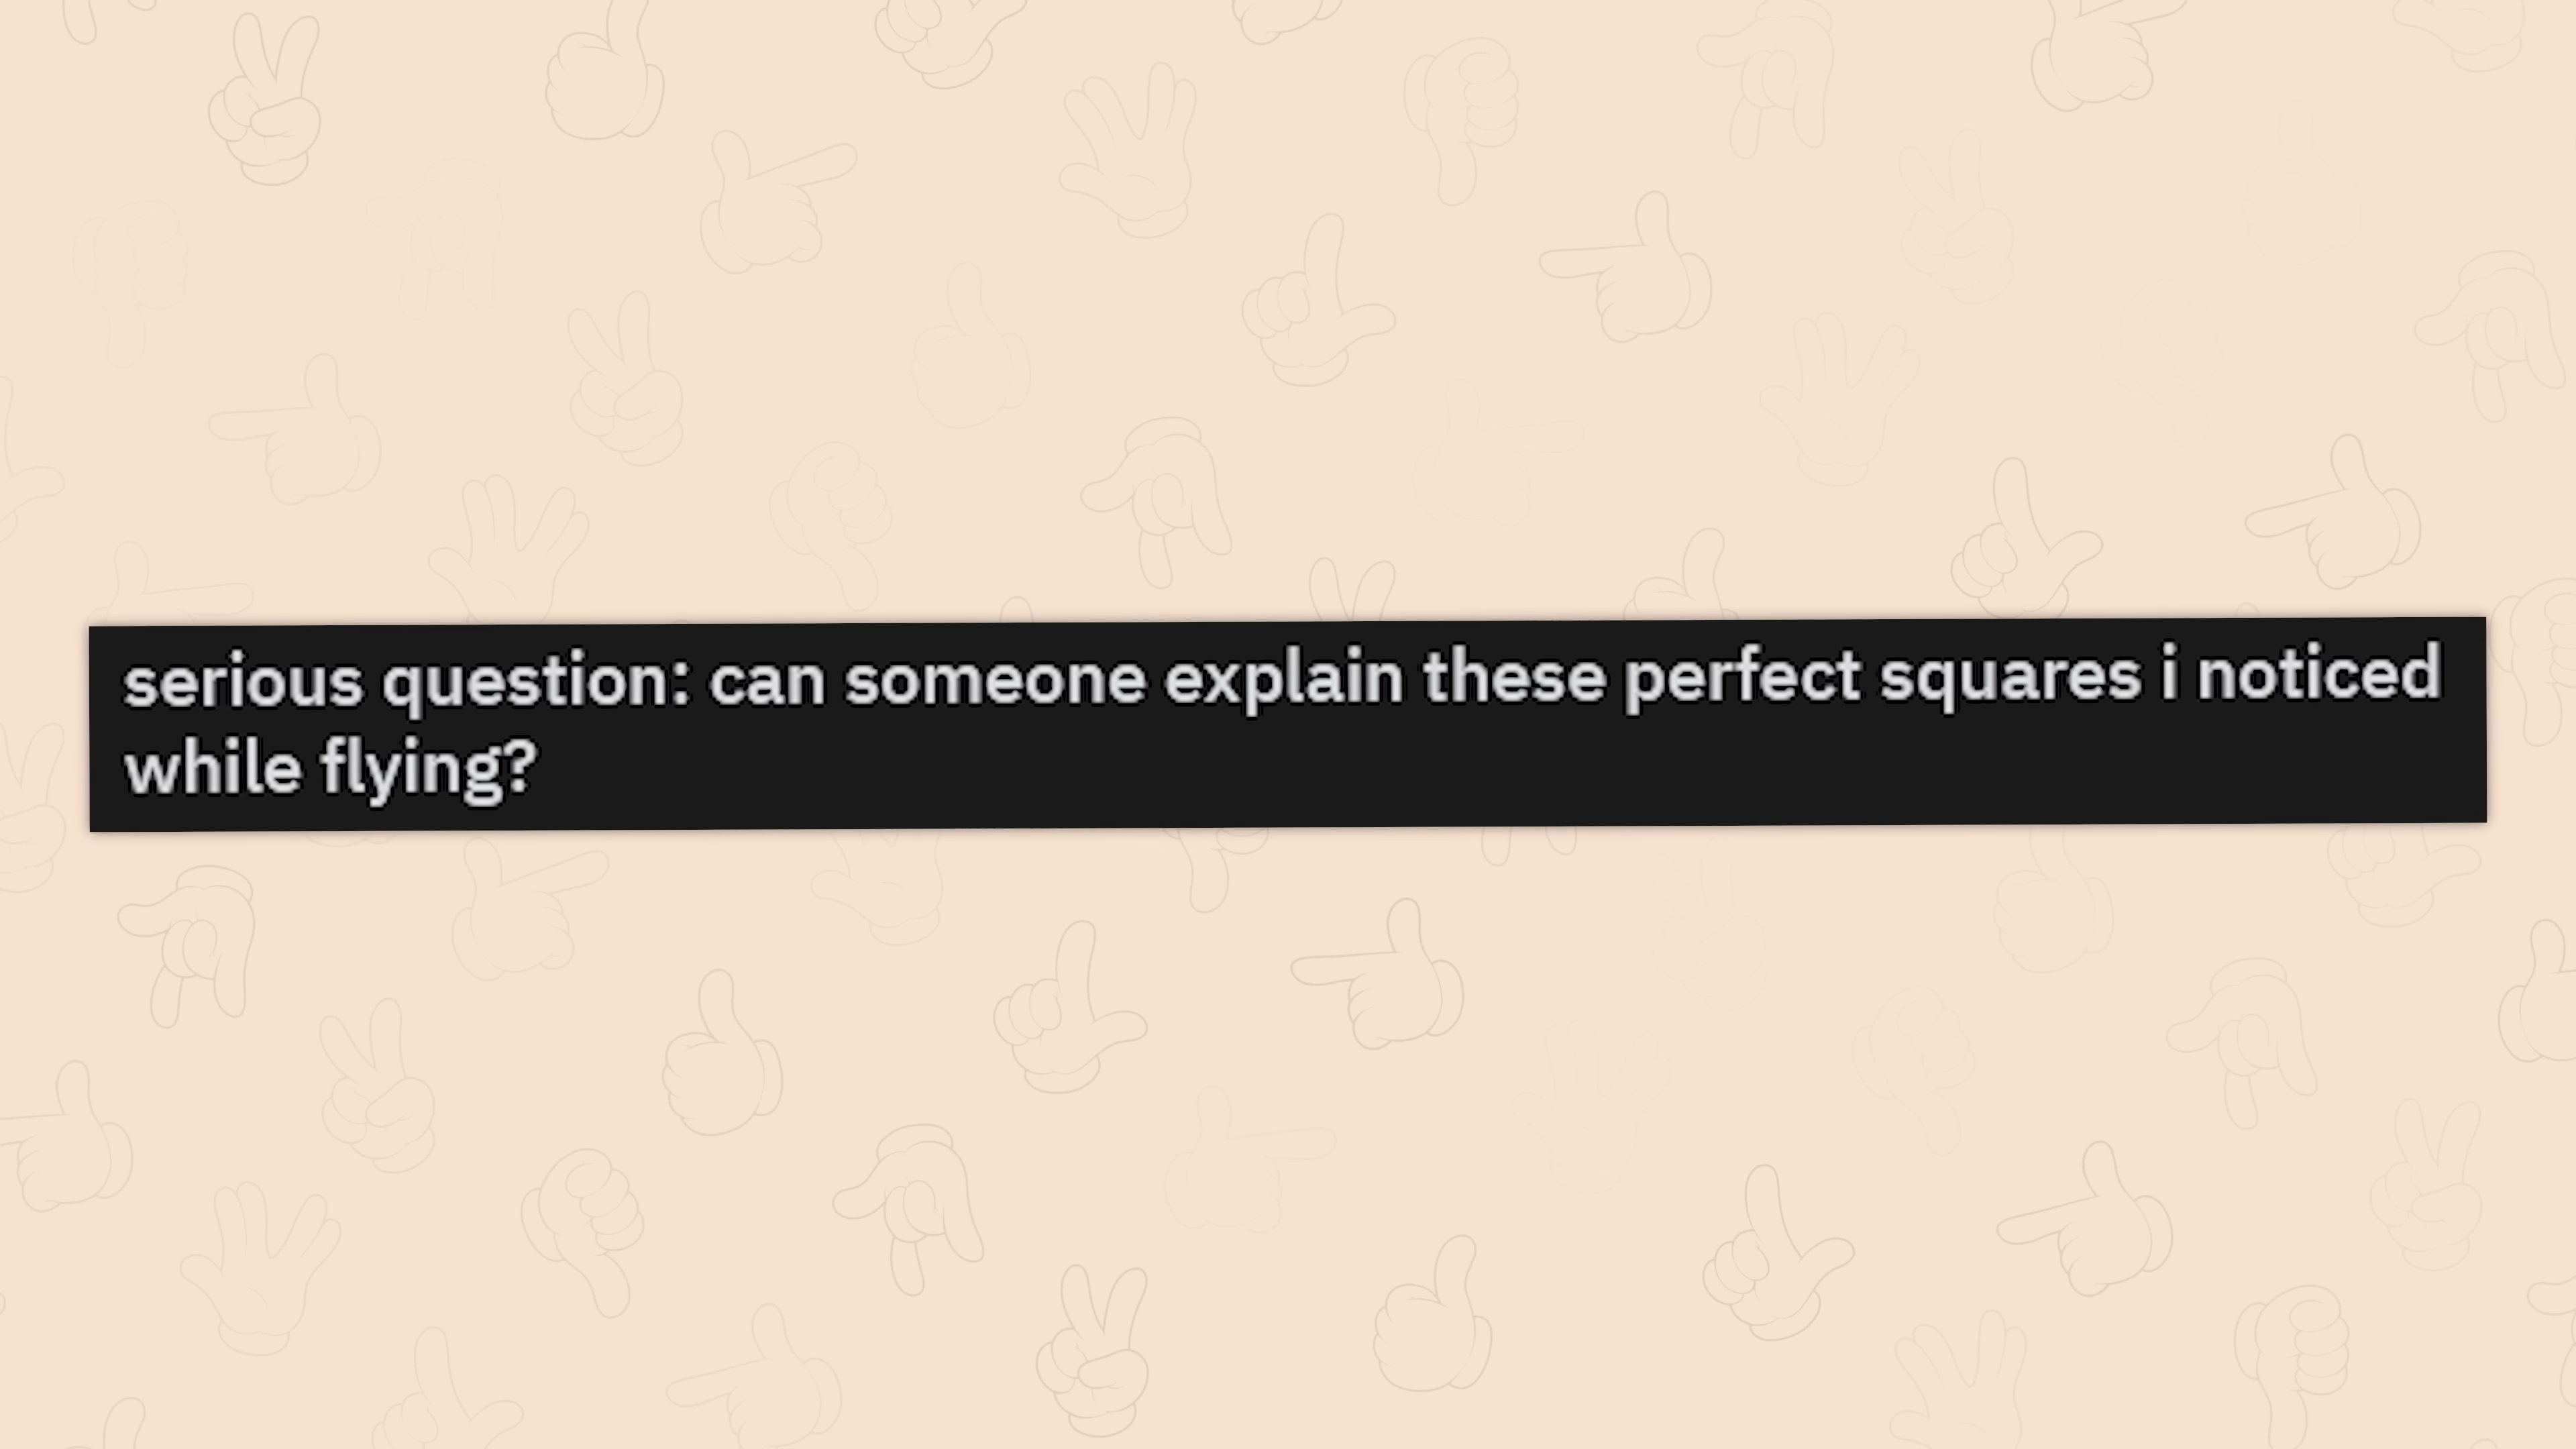 serious question: can someone explain these perfect squares i noticed
while flying?